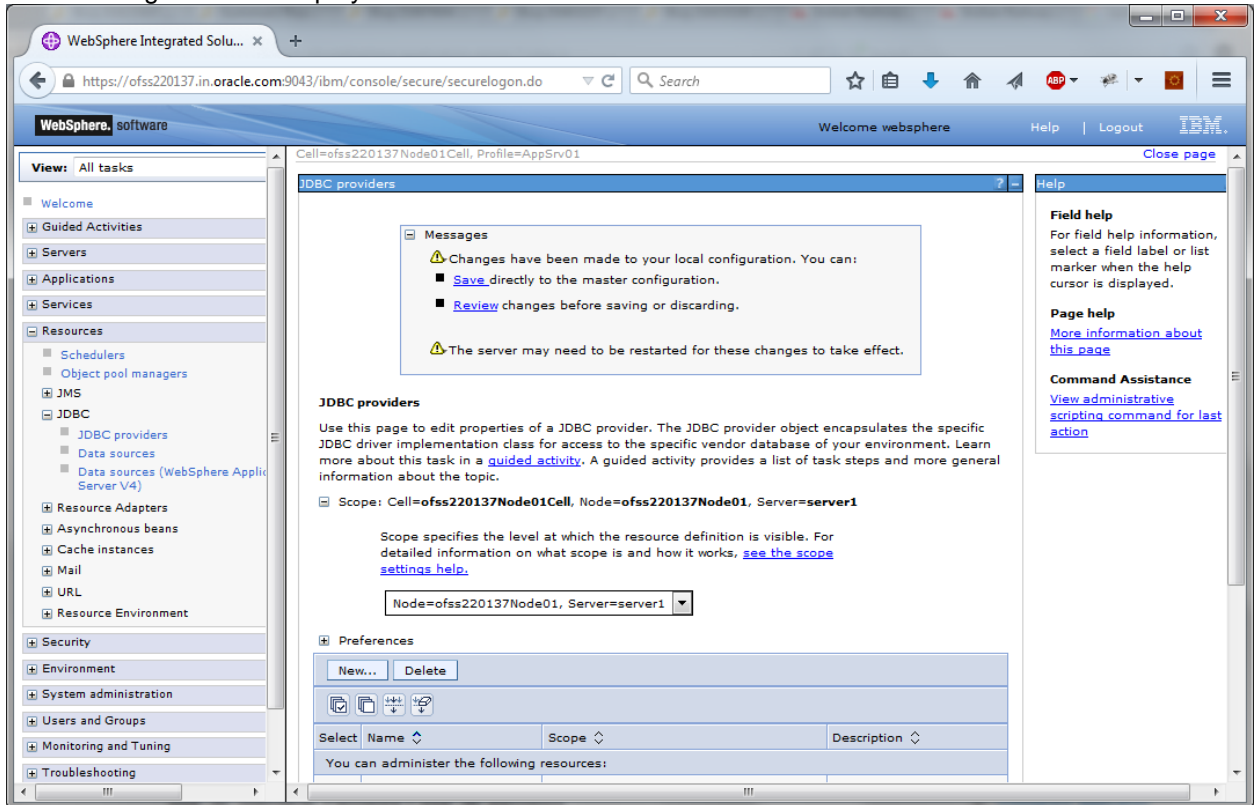 WebSphere Integrated Solu... ×
+
https://ofss220137.in.oracle.com:9043/ibm/console/secure/securelogon.do
Search
ABP
WebSphere. software
Welcome websphere
Help | Logout
IBM.
View: All tasks
Welcome
Guided Activities
Servers
Applications
Services
Resources
Schedulers
Object pool managers
JMS
JDBC
JDBC providers
Data sources
Data sources (WebSphere Applic
Server V4)
Resource Adapters
Asynchronous beans
Cache instances
Mail
URL
Resource Environment
Security
Environment
System administration
Users and Groups
Monitoring and Tuning
Troubleshooting
Cell=ofss220137Node01Cell, Profile=AppSrv01
Close page
JDBC providers
? –
Messages
Changes have been made to your local configuration. You can:
Save directly to the master configuration.
Review changes before saving or discarding.
The server may need to be restarted for these changes to take effect.
JDBC providers
Use this page to edit properties of a JDBC provider. The JDBC provider object encapsulates the specific
JDBC driver implementation class for access to the specific vendor database of your environment. Learn
more about this task in a guided activity. A guided activity provides a list of task steps and more general
information about the topic.
Scope: Cell=ofss220137Node01Cell, Node=ofss220137Node01, Server=server1
Scope specifies the level at which the resource definition is visible. For
detailed information on what scope is and how it works, see the scope
settings help.
Node=ofss220137Node01, Server=server1
Preferences
New... Delete
Select Name Scope Description
You can administer the following resources:
Help
Field help
For field help information,
select a field label or list
marker when the help
cursor is displayed.
Page help
More information about
this page
Command Assistance
View administrative
scripting command for last
action